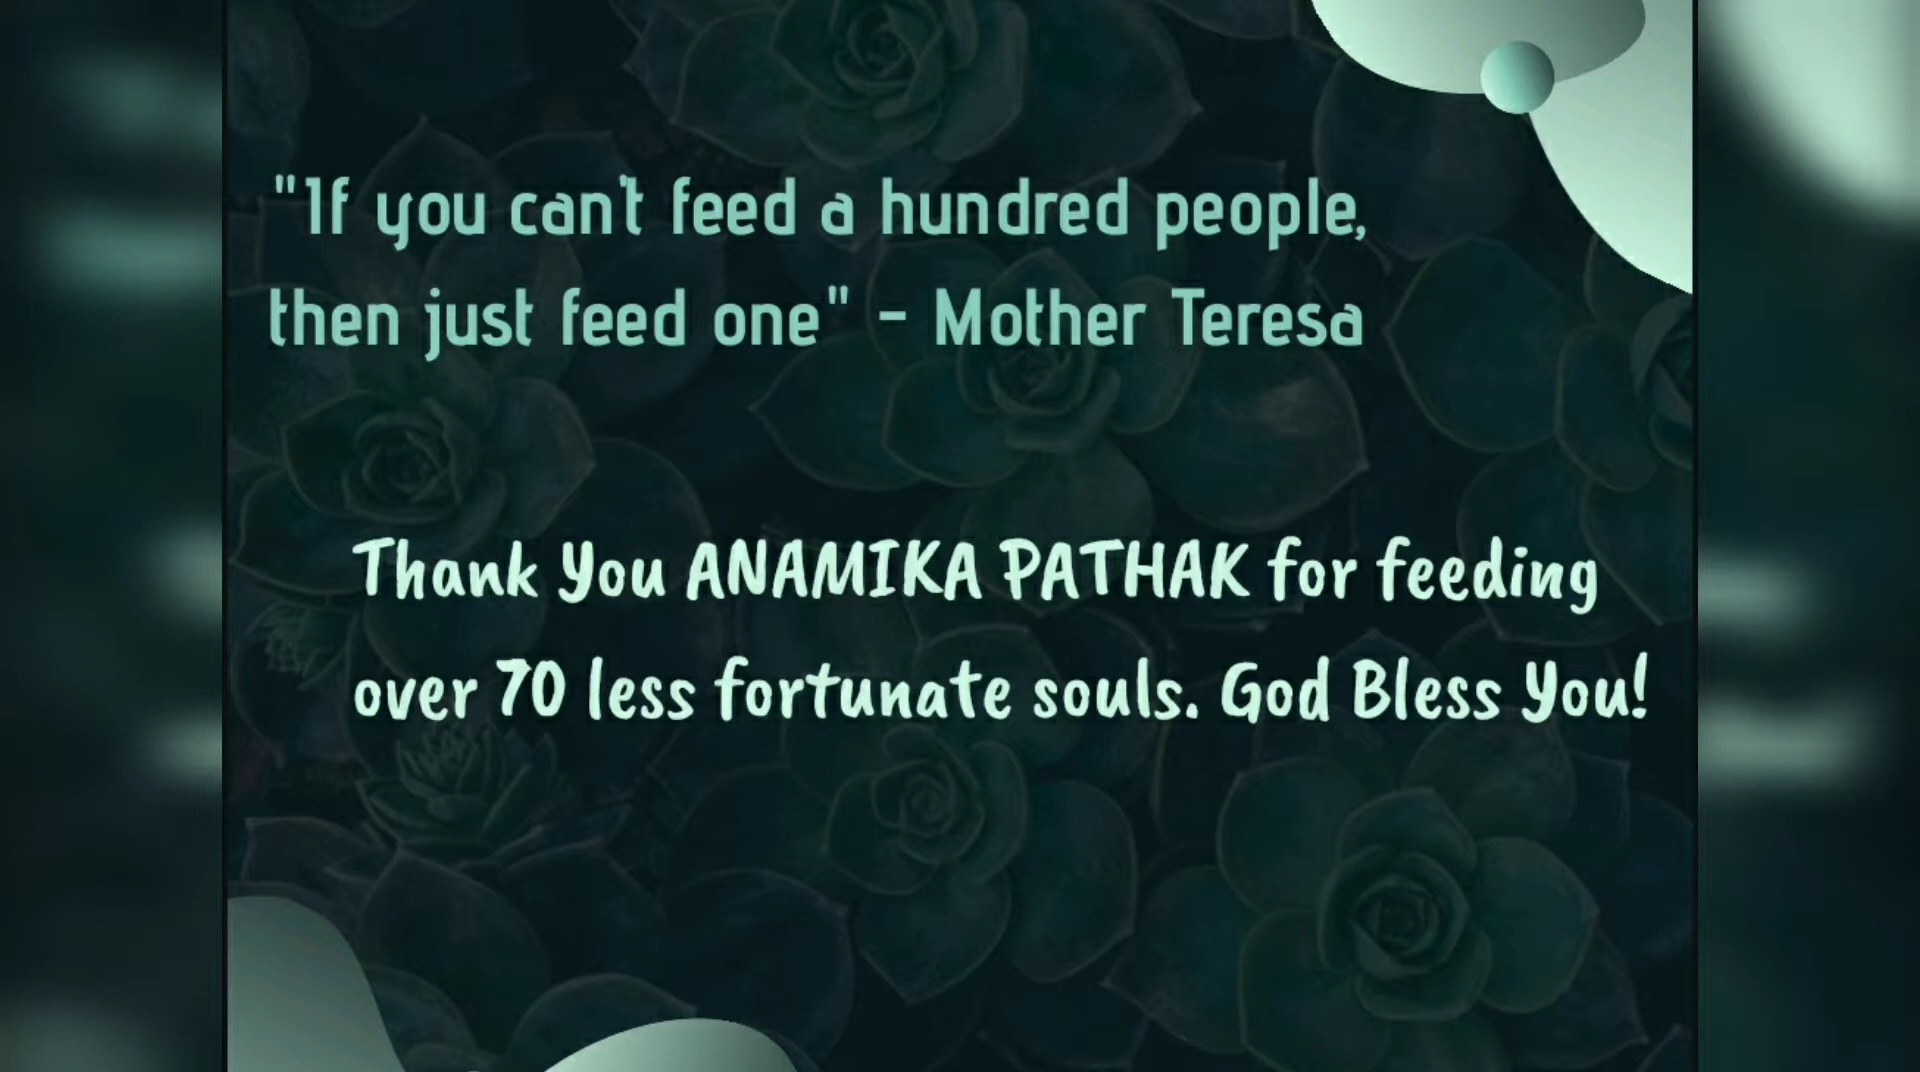 "If you can't feed a hundred people,
then just feed one" - Mother Teresa
Thank You ANAMIKA PATHAK for feeding
over 70 less fortunate souls. God Bless You!